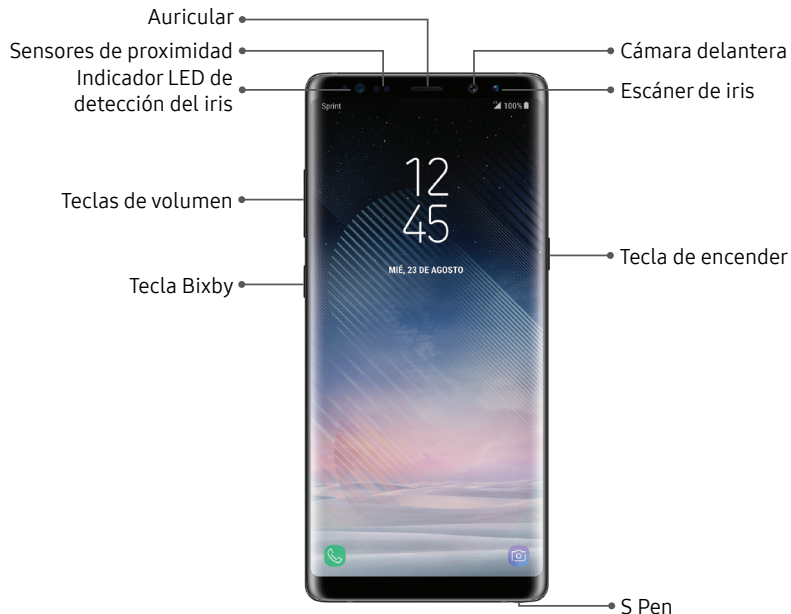 Auricular
Sensores de proximidad
Indicador LED de
detección del iris
Cámara delantera
Escáner de iris
Sprint
100%
12
45
MIÉ, 23 DE AGOSTO
Teclas de volumen
Tecla de encender
Tecla Bixby
S Pen